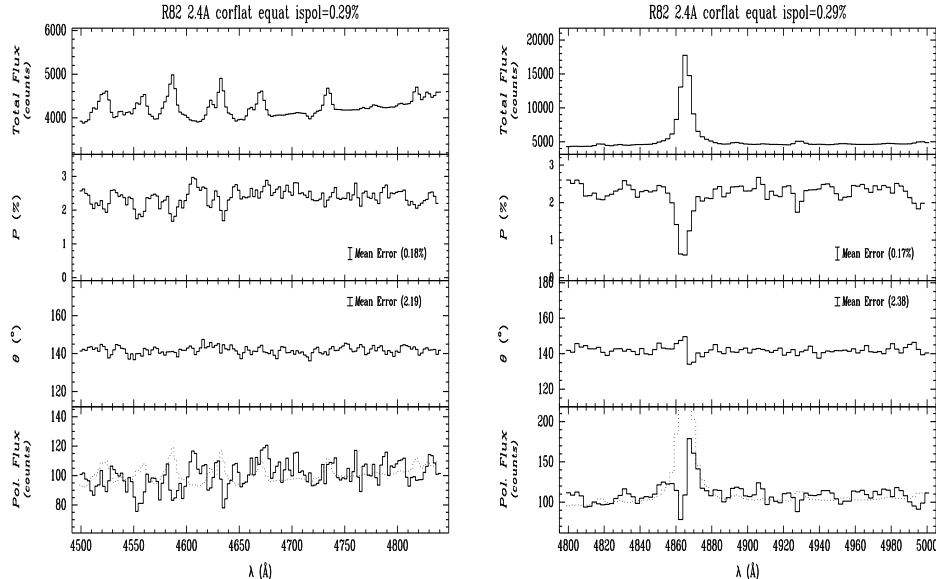 R82 2.4A corflat equat ispol=0.29%
Total Flux
(counts)
6000
5000
4000
P (%)
3
2
1
0
Mean Error (0.18%)
θ (°)
160
140
120
Mean Error (2.19)
Pol. Flux
(counts)
140
120
100
80
4500 4550 4600 4650 4700 4750 4800
λ (Å)
R82 2.4A corflat equat ispol=0.29%
Total Flux
(counts)
20000
15000
10000
5000
P (%)
3
2
1
0
Mean Error (0.17%)
θ (°)
180
160
140
120
Mean Error (2.38)
Pol. Flux
(counts)
200
150
100
4800 4820 4840 4860 4880 4900 4920 4940 4960 4980 5000
λ (Å)